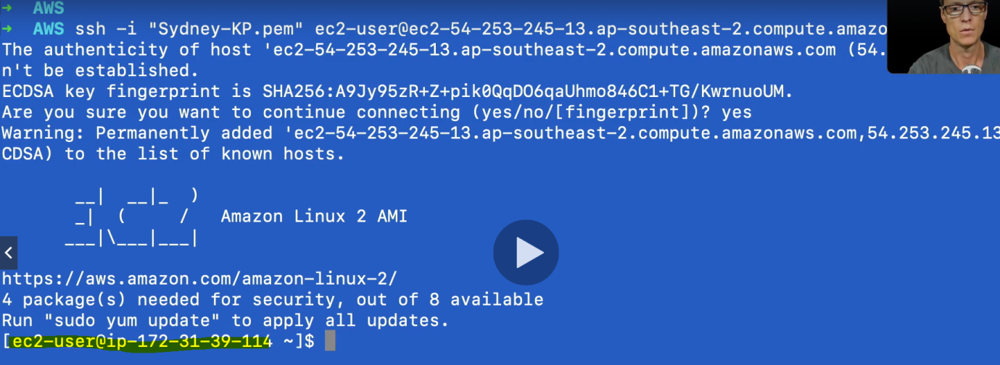 → AWS
→ AWS ssh -i "Sydney-KP.pem" ec2-user@ec2-54-253-245-13.ap-southeast-2.compute.amazo
The authenticity of host 'ec2-54-253-245-13.ap-southeast-2.compute.amazonaws.com (54.
n't be established.
ECDSA key fingerprint is SHA256:A9Jy95zR+Z+pik0QqDO6qaUhmo846C1+TG/KwrnuoUM.
Are you sure you want to continue connecting (yes/no/[fingerprint])? yes
Warning: Permanently added 'ec2-54-253-245-13.ap-southeast-2.compute.amazonaws.com,54.253.245.13
CDSA) to the list of known hosts.
__|  __|_  )
_|  (     /   Amazon Linux 2 AMI
___|\___|___|
https://aws.amazon.com/amazon-linux-2/
4 package(s) needed for security, out of 8 available
Run "sudo yum update" to apply all updates.
[ec2-user@ip-172-31-39-114 ~]$